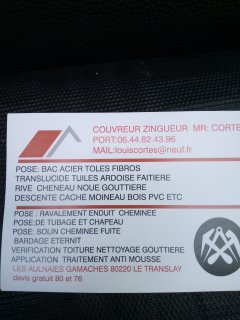 COUVREUR ZINGUEUR MR: CORTE
PORT:06.44.82.43.96
MAIL:louiscortes@neuf.fr
POSE: BAC ACIER TOLES FIBROS
TRANSLUCIDE TUILES ARDOISE FAITIERE
RIVE CHENEAU NOUE GOUTTIERE
DESCENTE CACHE MOINEAU BOIS PVC ETC
POSE : RAVALEMENT ENDUIT CHEMINEE
POSE DE TUBAGE ET CHAPEAU
POSE: SOLIN CHEMINEE FUITE
BARDAGE ETERNIT
VERIFICATION TOITURE NETTOYAGE GOUTTIERE
APPLICATION TRAITEMENT ANTI MOUSSE
LES AULNAIES GAMACHES 80220 LE TRANSLAY
devis gratuit 80 et 76